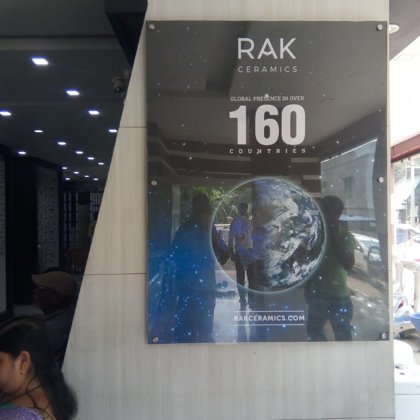 RAK
CERAMICS
GLOBAL PRESENCE IN OVER
160
COUNTRIES
RAKCERAMICS.COM